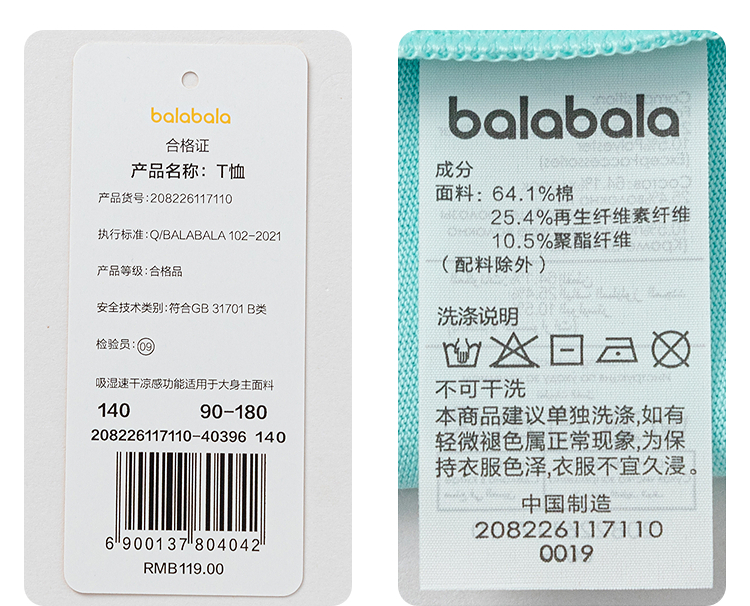 balabala
合格证
产品名称：T恤
产品货号:208226117110
执行标准:Q/BALABALA 102-2021
产品等级:合格品
安全技术类别:符合GB 31701 B类
检验员:09
吸湿速干凉感功能适用于大身主面料
140 90-180
208226117110-40396 140
6 900137 804042
RMB119.00
balabala
成分
面料: 64.1%棉
25.4%再生纤维素纤维
10.5%聚酯纤维
(配料除外)
洗涤说明
不可干洗
本商品建议单独洗涤,如有
轻微褪色属正常现象,为保
持衣服色泽,衣服不宜久浸。
中国制造
208226117110
0019